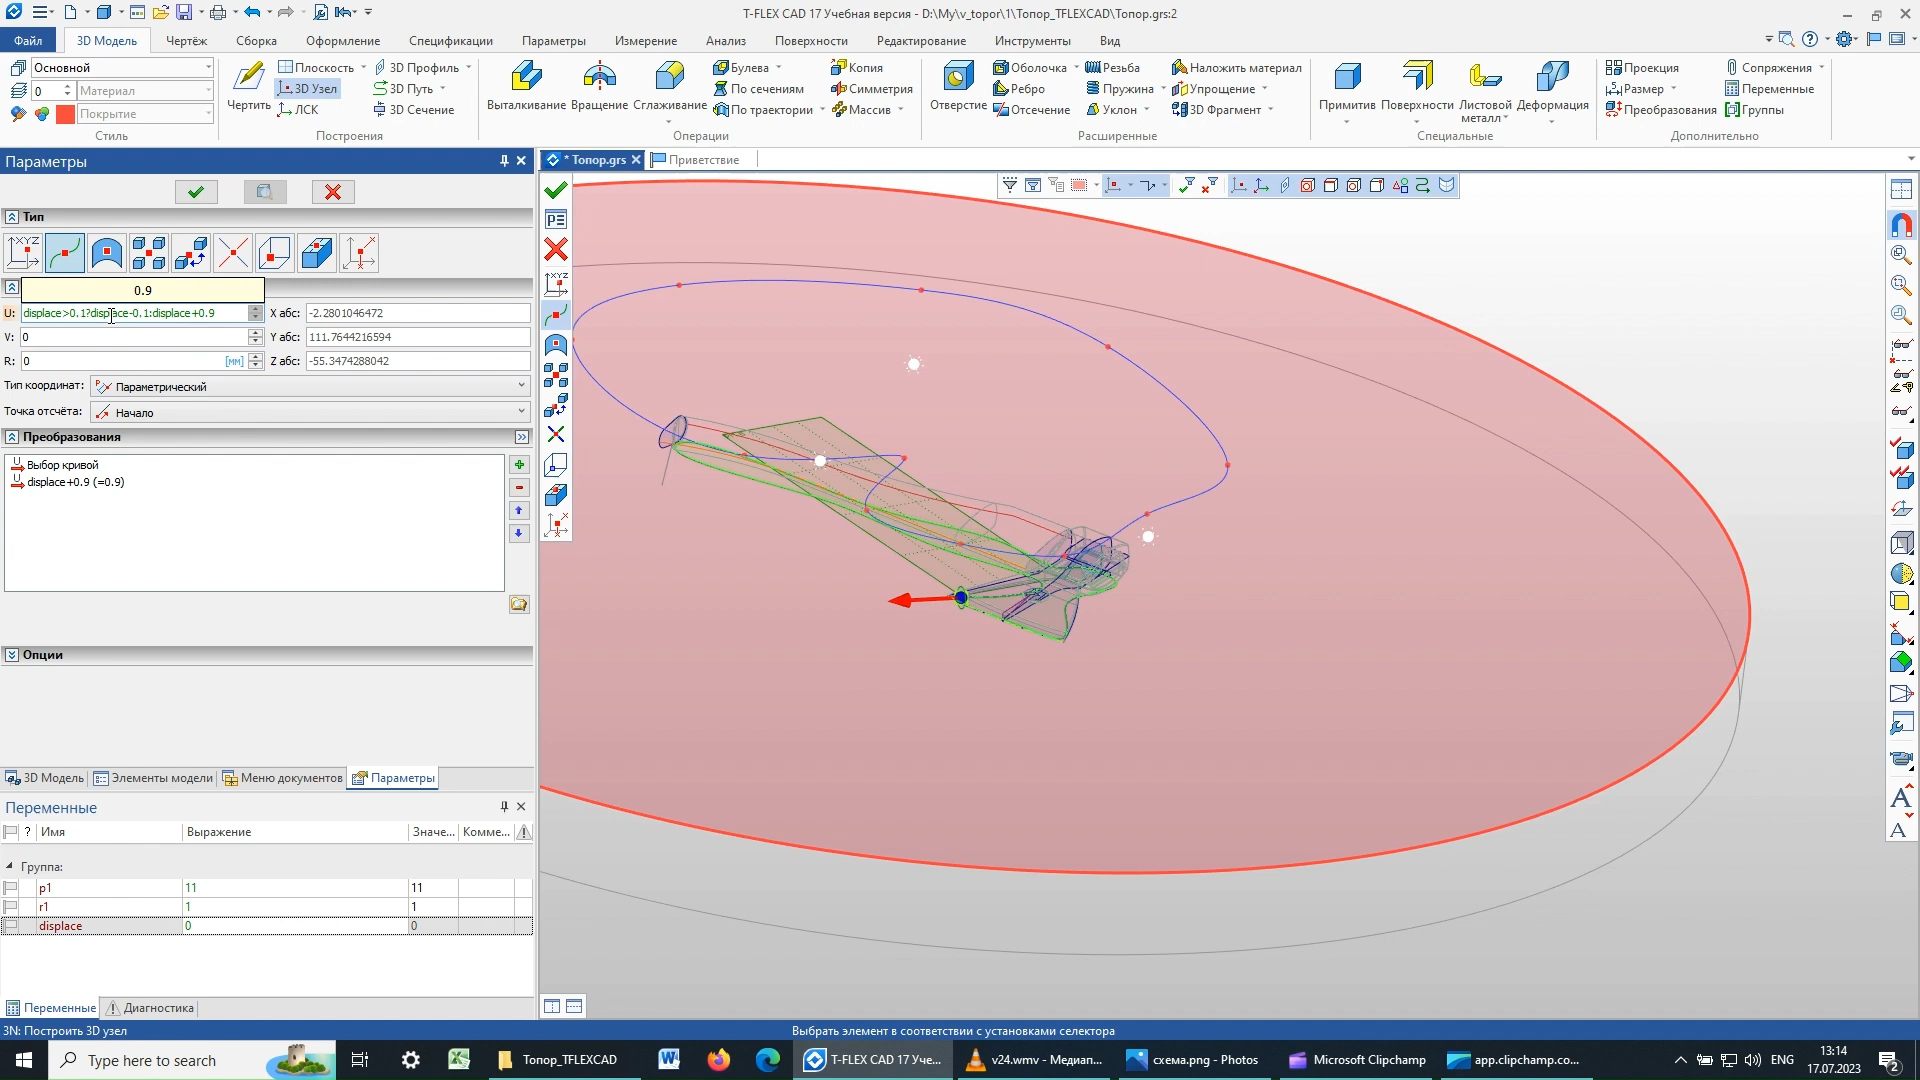 T-FLEX CAD 17 Учебная версия - D:\My\v_topor\1\Топор_TFLEXCAD\Топор.grs:2
Файл
3D Модель
Чертёж
Сборка
Оформление
Спецификации
Параметры
Измерение
Анализ
Поверхности
Редактирование
Инструменты
Вид
Основной
0
Материал
Покрытие
Стиль
Чертить
Плоскость
3D Узел
ЛСК
3D Профиль
3D Путь
3D Сечение
Построения
Выталкивание
Вращение
Сглаживание
Булева
По сечениям
По траектории
Копия
Симметрия
Массив
Операции
Отверстие
Оболочка
Ребро
Отсечение
Резьба
Пружина
Уклон
Наложить материал
Упрощение
3D Фрагмент
Расширенные
Примитив
Поверхности
Листовой металл
Деформация
Специальные
Проекция
Размер
Преобразования
Сопряжения
Переменные
Группы
Дополнительно
Параметры
* Топор.grs
Приветствие
Тип
0.9
U:
displace>0.1?displace-0.1:displace+0.9
X абс:
-2.2801046472
V:
0
Y абс:
111.7644216594
R:
0
[мм]
Z абс:
-55.3474288042
Тип координат:
Параметрический
Точка отсчёта:
Начало
Преобразования
Выбор кривой
displace+0.9 (=0.9)
Опции
3D Модель
Элементы модели
Меню документов
Параметры
Переменные
?
Имя
Выражение
Значе...
Комме...
Группа:
p1
11
11
r1
1
1
displace
0
0
Переменные
Диагностика
3N: Построить 3D узел
Выбрать элемент в соответствии с установками селектора
Type here to search
Топор_TFLEXCAD
T-FLEX CAD 17 Уче...
v24.wmv - Медиап...
схема.png - Photos
Microsoft Clipchamp
app.clipchamp.co...
ENG
13:14
17.07.2023
2